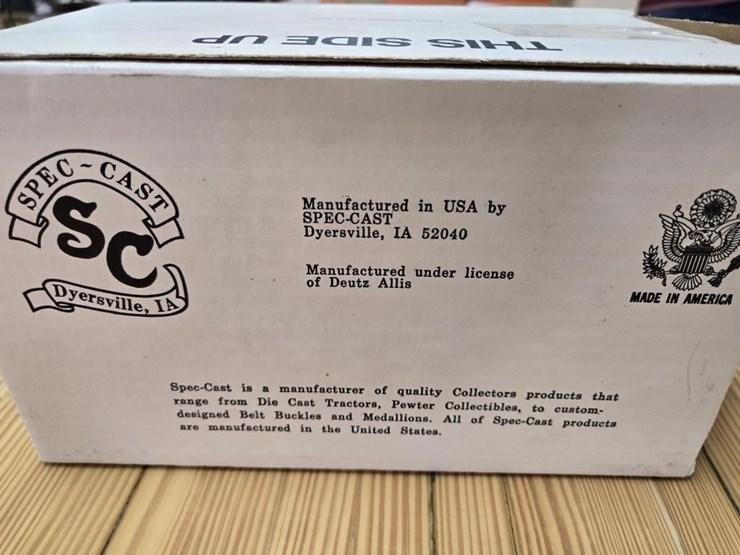 THIS SIDE UP
SPEC-CAST
SC
Dyersville, IA
Manufactured in USA by
SPEC-CAST
Dyersville, IA 52040
Manufactured under license
of Deutz Allis
MADE IN AMERICA
Spec-Cast is a manufacturer of quality Collectors products that
range from Die Cast Tractors, Pewter Collectibles, to custom-
designed Belt Buckles and Medallions. All of Spec-Cast products
are manufactured in the United States.